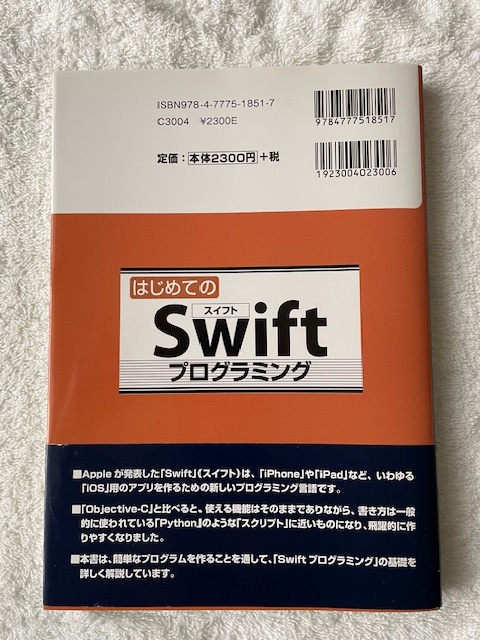 ISBN978-4-7775-1851-7
C3004 ¥2300E
定価：本体2300円＋税
9784777518517
1923004023006
はじめての
スイフト
Swift
プログラミング
■Appleが発表した「Swift」(スイフト)は、「iPhone」や「iPad」など、いわゆる
「iOS」用のアプリを作るための新しいプログラミング言語です。
■「Objective-C」と比べると、使える機能はそのままでありながら、書き方は一般
的に使われている「Python』のような「スクリプト」に近いものになり、飛躍的に作
りやすくなりました。
■本書は、簡単なプログラムを作ることを通して、「Swiftプログラミング」の基礎を
詳しく解説しています。